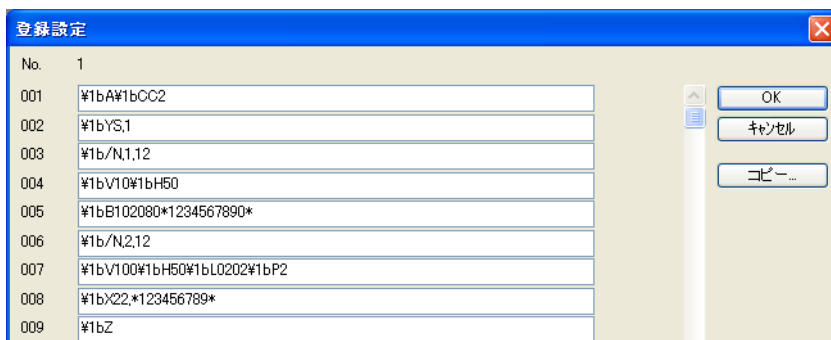 登録設定
No. 1
001 ¥1bA¥1bCC2
002 ¥1bYS,1
003 ¥1b/N,1,12
004 ¥1bV10¥1bH50
005 ¥1bB102080*1234567890*
006 ¥1b/N,2,12
007 ¥1bV100¥1bH50¥1bL0202¥1bP2
008 ¥1bX22,*123456789*
009 ¥1bZ
OK
キャンセル
コピー...